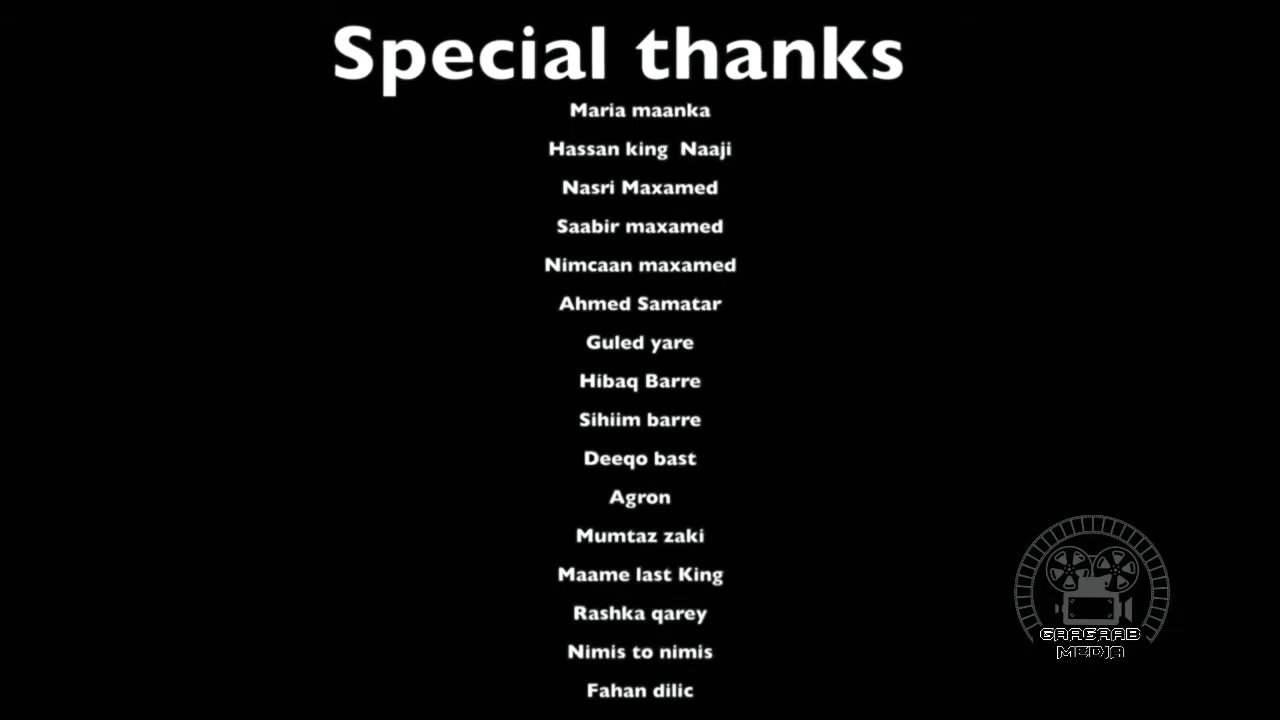 Special thanks
Maria maanka
Hassan king  Naaji
Nasri Maxamed
Saabir maxamed
Nimcaan maxamed
Ahmed Samatar
Guled yare
Hibaq Barre
Sihiim barre
Deeqo bast
Agron
Mumtaz zaki
Maame last King
Rashka qarey
Nimis to nimis
Fahan dilic
GAAGAAB
MEDIA